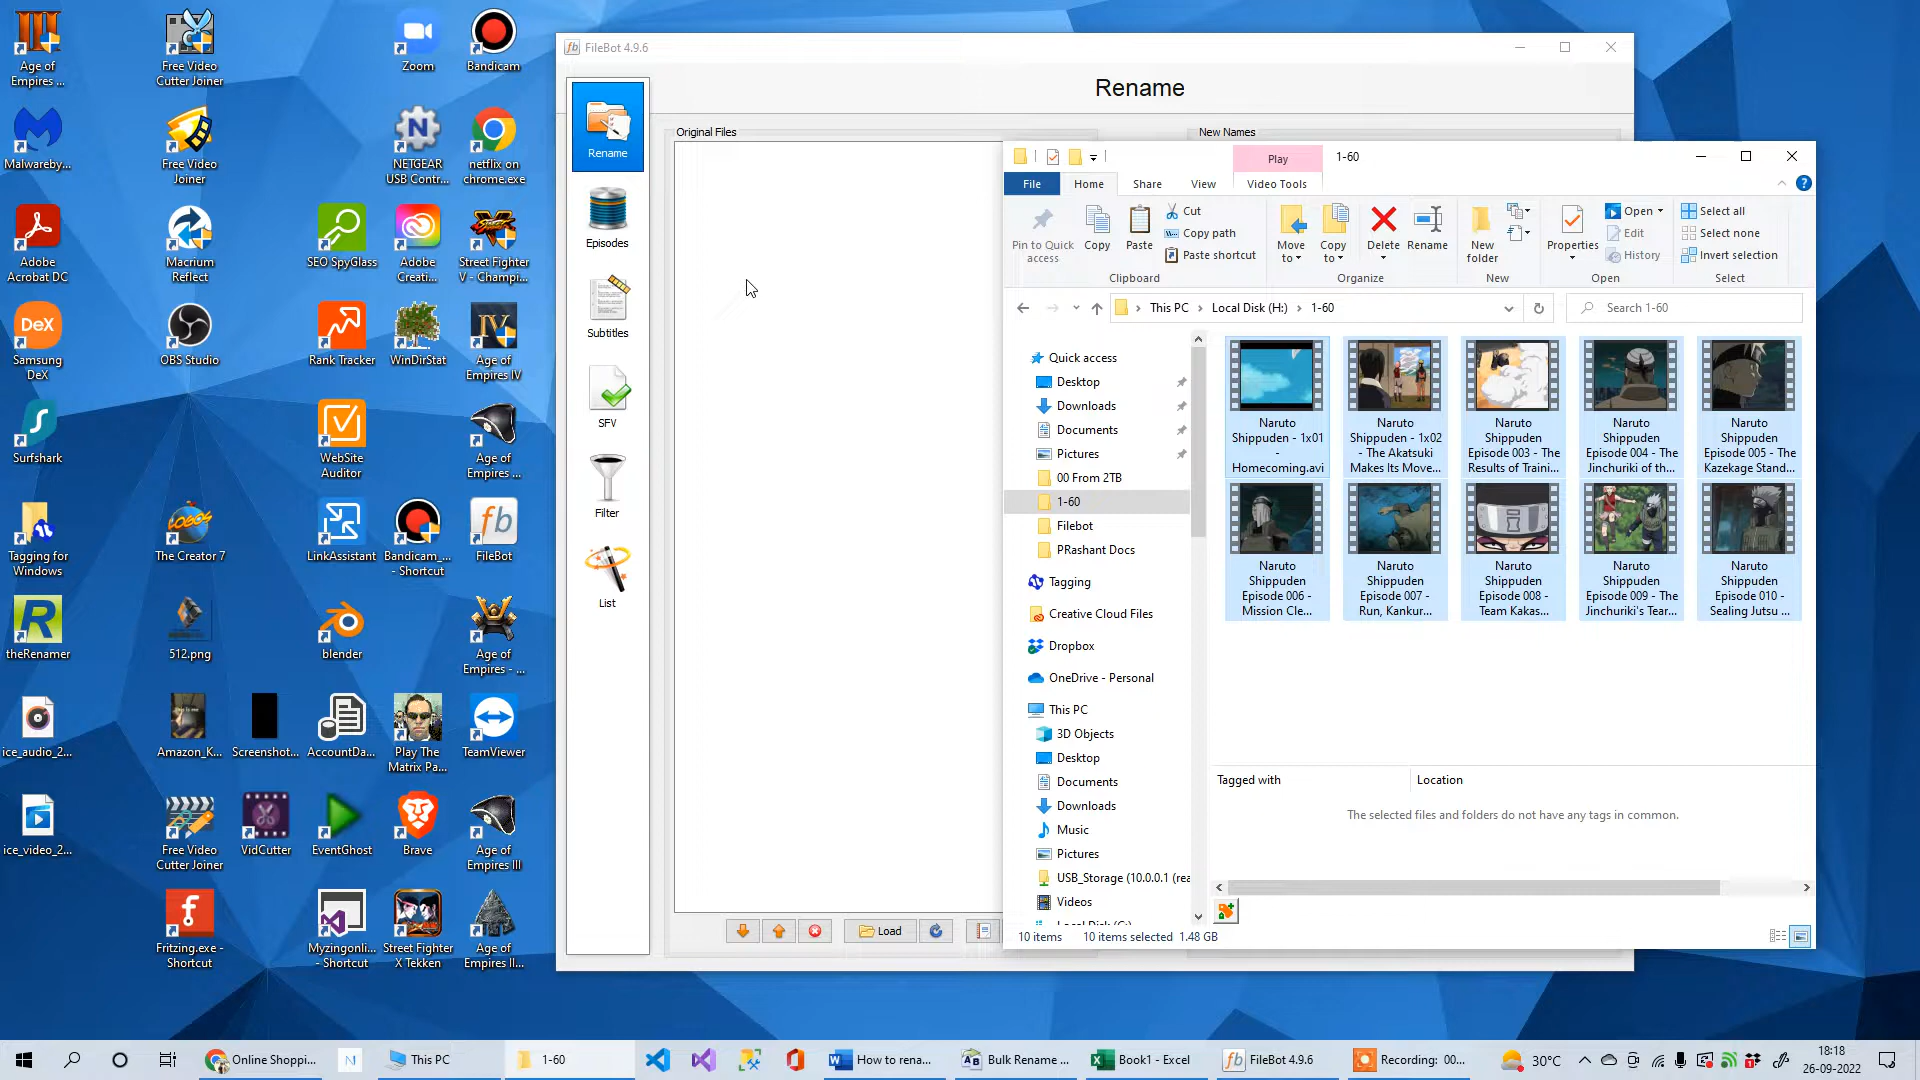 Age of
Empires ...
Free Video
Cutter Joiner
Zoom
Bandicam
Malwareby...
Free Video
Joiner
NETGEAR
USB Contr...
netflix on
chrome.exe
Adobe
Acrobat DC
Macrium
Reflect
SEO SpyGlass
Adobe
Creati...
Street Fighter
V - Champi...
DeX
Samsung
DeX
OBS Studio
Rank Tracker
WinDirStat
IV
Age of
Empires IV
Surfshark
WebSite
Auditor
Age of
Empires ...
Tagging for
Windows
LOGOS
The Creator 7
LinkAssistant
Bandicam_...
- Shortcut
fb
FileBot
R
theRenamer
512.png
blender
Age of
Empires - ...
ice_audio_2...
Amazon_K...
Screenshot...
AccountDa...
Play The
Matrix Pa...
TeamViewer
ice_video_2...
Free Video
Cutter Joiner
VidCutter
EventGhost
Brave
Age of
Empires III
Fritzing.exe -
Shortcut
Myzingonli...
- Shortcut
Street Fighter
X Tekken
Age of
Empires II...
fb FileBot 4.9.6
Rename
Rename
Episodes
Subtitles
SFV
Filter
List
Original Files
New Names
Load
Play
1-60
File
Home
Share
View
Video Tools
Pin to Quick
access
Copy
Paste
Cut
Copy path
Paste shortcut
Clipboard
Move
to
Copy
to
Delete
Rename
Organize
New
folder
New
Properties
Open
Edit
History
Open
Select all
Select none
Invert selection
Select
This PC
Local Disk (H:)
1-60
Search 1-60
Quick access
Desktop
Downloads
Documents
Pictures
00 From 2TB
1-60
Filebot
PRashant Docs
Tagging
Creative Cloud Files
Dropbox
OneDrive - Personal
This PC
3D Objects
Desktop
Documents
Downloads
Music
Pictures
USB_Storage (10.0.0.1 (rea
Videos
Naruto
Shippuden - 1x01
-
Homecoming.avi
Naruto
Shippuden - 1x02
- The Akatsuki
Makes Its Move...
Naruto
Shippuden
Episode 003 - The
Results of Traini...
Naruto
Shippuden
Episode 004 - The
Jinchuriki of th...
Naruto
Shippuden
Episode 005 - The
Kazekage Stand...
Naruto
Shippuden
Episode 006 -
Mission Cle...
Naruto
Shippuden
Episode 007 -
Run, Kankur...
Naruto
Shippuden
Episode 008 -
Team Kakas...
Naruto
Shippuden
Episode 009 - The
Jinchuriki's Tear...
Naruto
Shippuden
Episode 010 -
Sealing Jutsu ...
Tagged with
Location
The selected files and folders do not have any tags in common.
10 items
10 items selected 1.48 GB
Online Shoppi...
N
This PC
1-60
How to rena...
Bulk Rename ...
Book1 - Excel
fb FileBot 4.9.6
Recording: 00...
30°C
18:18
26-09-2022